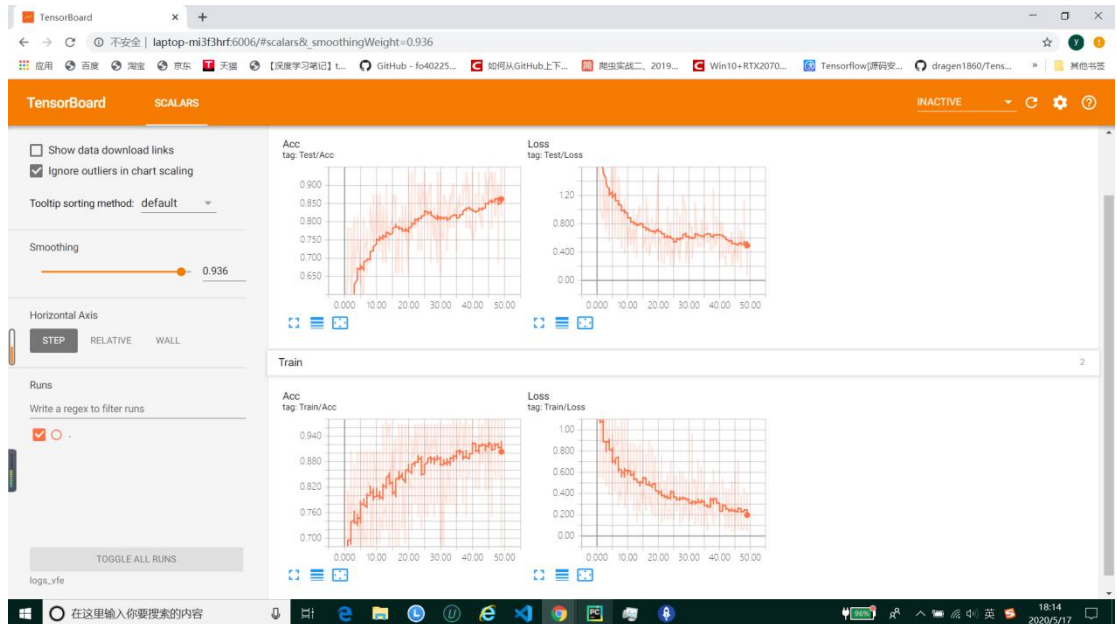 TensorBoard
不安全 | laptop-mi3f3hrf:6006/#scalars&_smoothingWeight=0.936
Y
应用 百度 淘宝 京东 天猫 【深度学习笔记】t... GitHub - fo40225... 如何从GitHub上下... 爬虫实战二、2019... Win10+RTX2070... Tensorflow[源码安... dragen1860/Tens... » 其他书签
TensorBoard SCALARS INACTIVE
Show data download links
Ignore outliers in chart scaling
Tooltip sorting method: default
Smoothing
0.936
Horizontal Axis
STEP RELATIVE WALL
Runs
Write a regex to filter runs
.
TOGGLE ALL RUNS
logs_vfe
Acc
tag: Test/Acc
0.900
0.850
0.800
0.750
0.700
0.650
0.000 10.00 20.00 30.00 40.00 50.00
Loss
tag: Test/Loss
1.20
0.800
0.400
0.00
0.000 10.00 20.00 30.00 40.00 50.00
Train 2
Acc
tag: Train/Acc
0.940
0.880
0.820
0.760
0.700
0.000 10.00 20.00 30.00 40.00 50.00
Loss
tag: Train/Loss
1.00
0.800
0.600
0.400
0.200
0.00
0.000 10.00 20.00 30.00 40.00 50.00
在这里输入你要搜索的内容
96%
英
18:14
2020/5/17